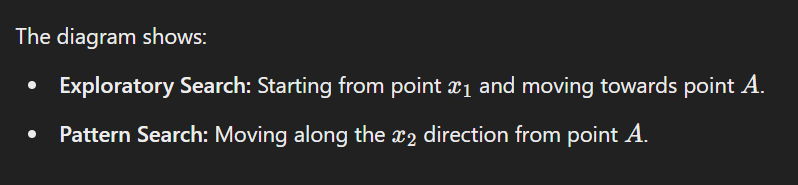 The diagram shows:
• Exploratory Search: Starting from point x₁ and moving towards point A.
• Pattern Search: Moving along the x₂ direction from point A.